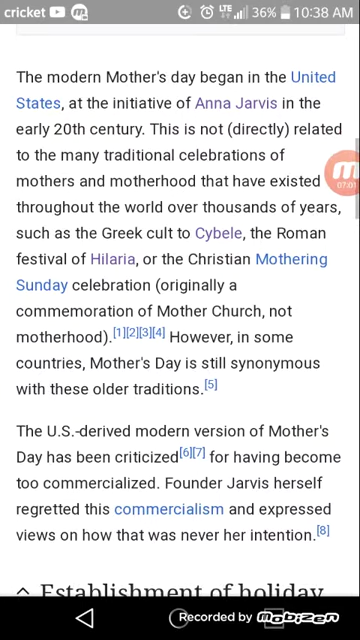 cricket LTE 36% 10:38 AM
The modern Mother's day began in the United
States, at the initiative of Anna Jarvis in the
early 20th century. This is not (directly) related
to the many traditional celebrations of
mothers and motherhood that have existed
throughout the world over thousands of years,
such as the Greek cult to Cybele, the Roman
festival of Hilaria, or the Christian Mothering
Sunday celebration (originally a
commemoration of Mother Church, not
motherhood).[1][2][3][4] However, in some
countries, Mother's Day is still synonymous
with these older traditions.[5]
07:01
The U.S.-derived modern version of Mother's
Day has been criticized[6][7] for having become
too commercialized. Founder Jarvis herself
regretted this commercialism and expressed
views on how that was never her intention.[8]
Establishment of holiday
Recorded by Mobizen